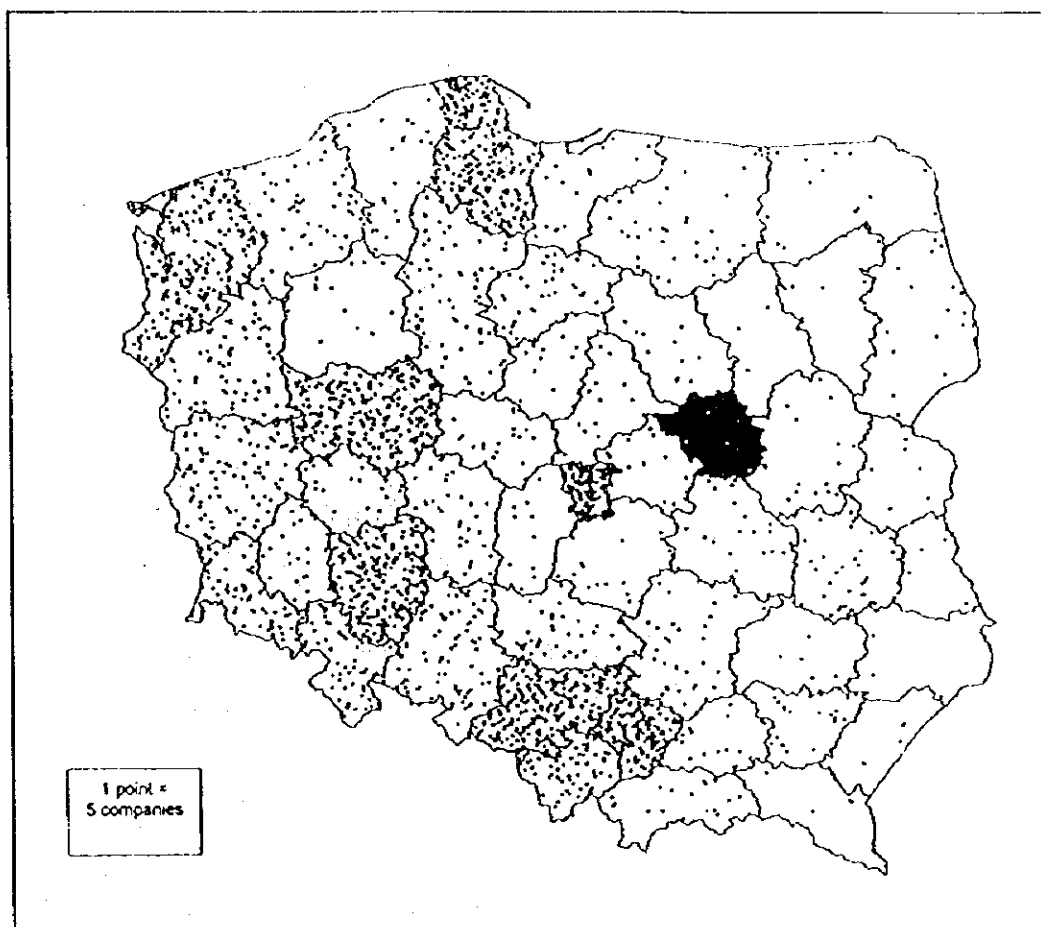 1 point =
5 companies